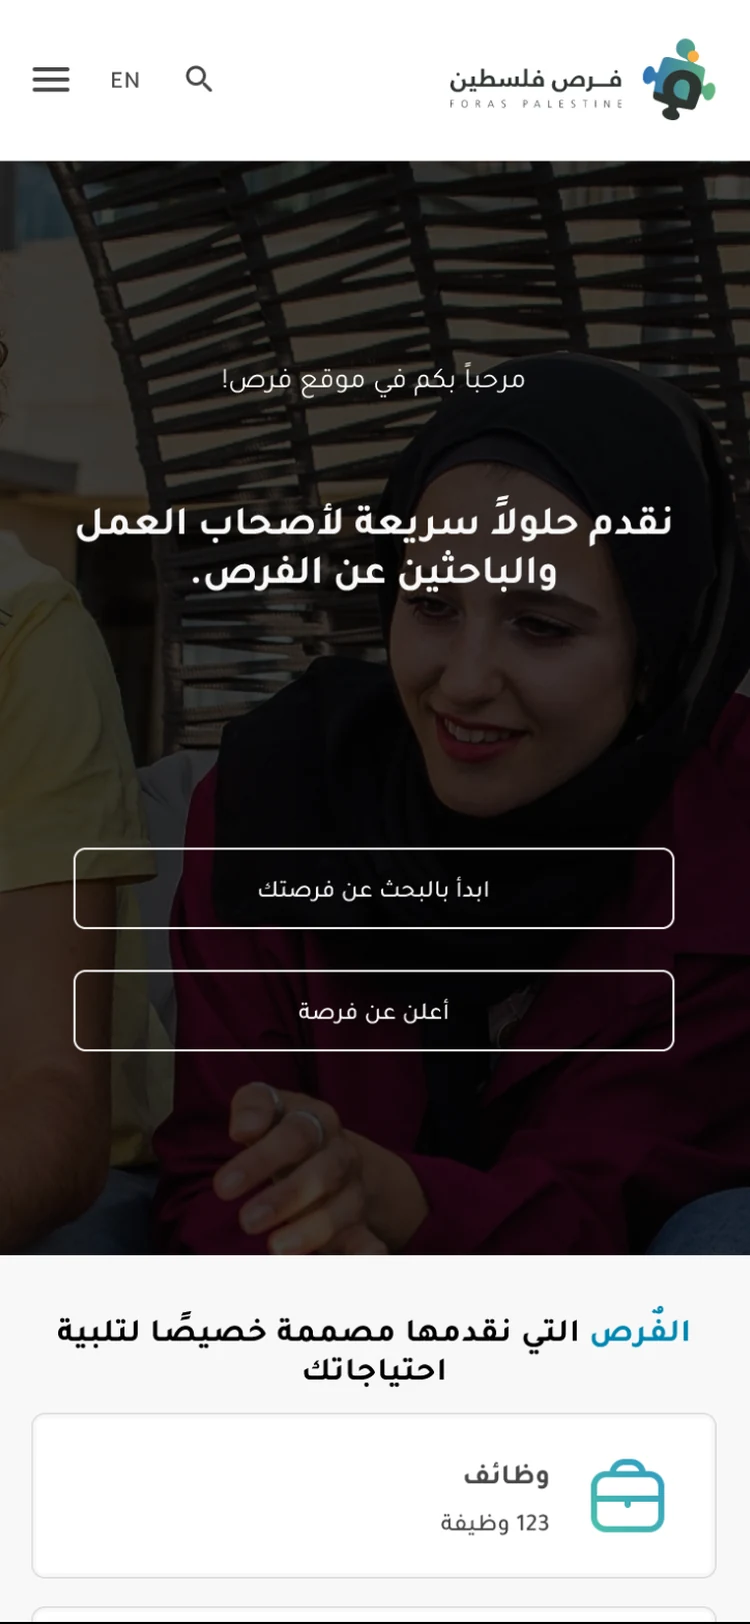 فـرص فلسطين
FORAS PALESTINE
EN
مرحباً بكم في موقع فرص!
نقدم حلولاً سريعة لأصحاب العمل
والباحثين عن الفرص.
ابدأ بالبحث عن فرصتك
أعلن عن فرصة
الفُرص التي نقدمها مصممة خصيصًا لتلبية
احتياجاتك
وظائف
123 وظيفة